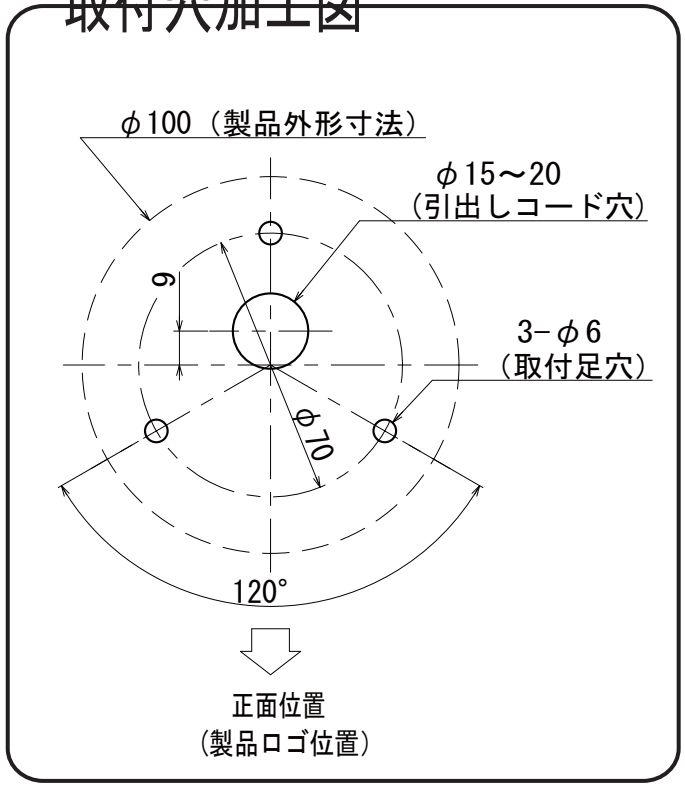 取付穴加工図
φ100 (製品外形寸法)
φ15～20
(引出しコード穴)
9
3-φ6
(取付足穴)
φ70
120°
正面位置
(製品ロゴ位置)